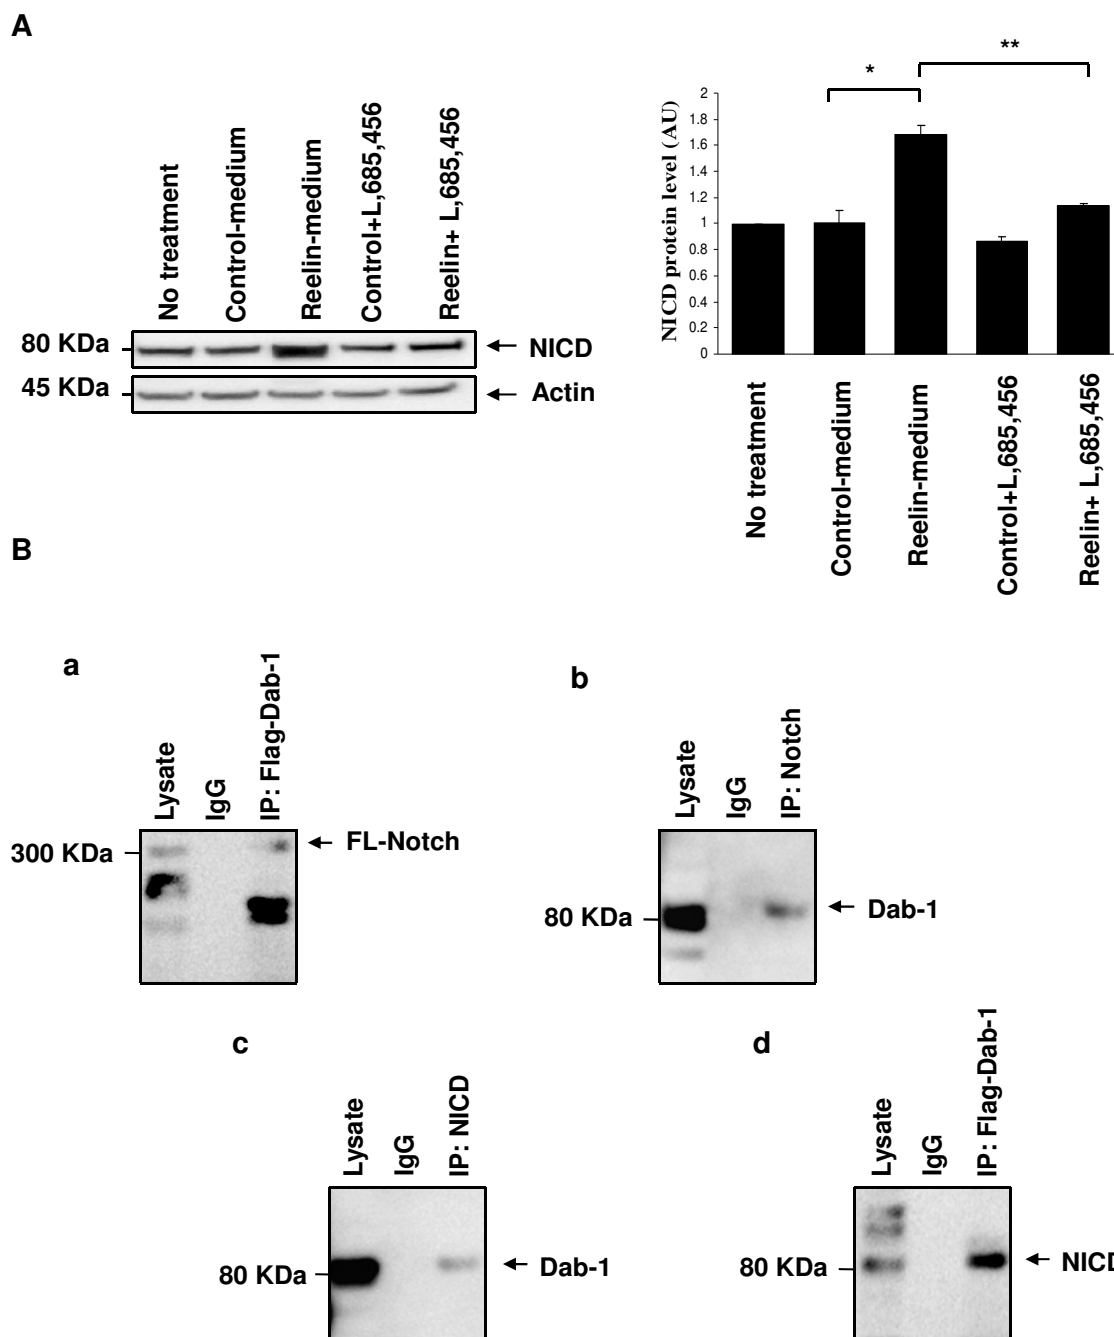 A
No treatment
Control-medium
Reelin-medium
Control+L,685,456
Reelin+ L,685,456
80 KDa
NICD
45 KDa
Actin
*
**
NICD protein level (AU)
2
1.8
1.6
1.4
1.2
1
0.8
0.6
0.4
0.2
0
No treatment
Control-medium
Reelin-medium
Control+L,685,456
Reelin+ L,685,456
B
a
Lysate
IgG
IP: Flag-Dab-1
300 KDa
FL-Notch
b
Lysate
IgG
IP: Notch
80 KDa
Dab-1
c
Lysate
IgG
IP: NICD
80 KDa
Dab-1
d
Lysate
IgG
IP: Flag-Dab-1
80 KDa
NICD